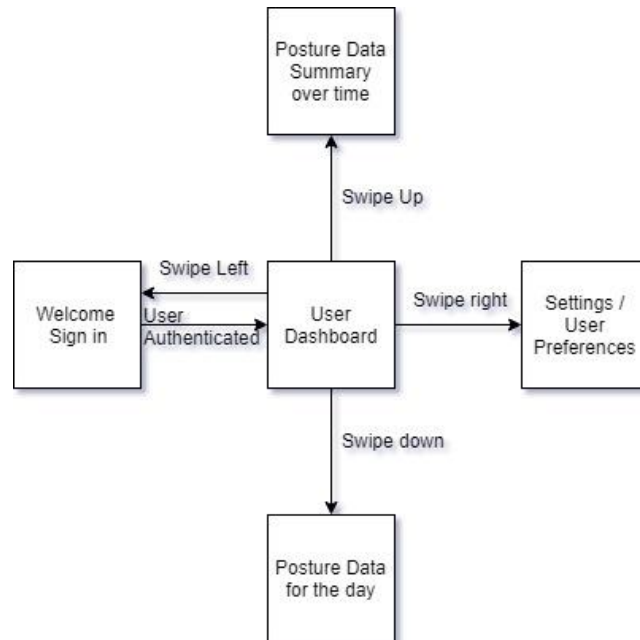 Posture Data
Summary
over time
Swipe Up
Swipe Left
Welcome
Sign in
User
Authenticated
User
Dashboard
Swipe right
Settings /
User
Preferences
Swipe down
Posture Data
for the day